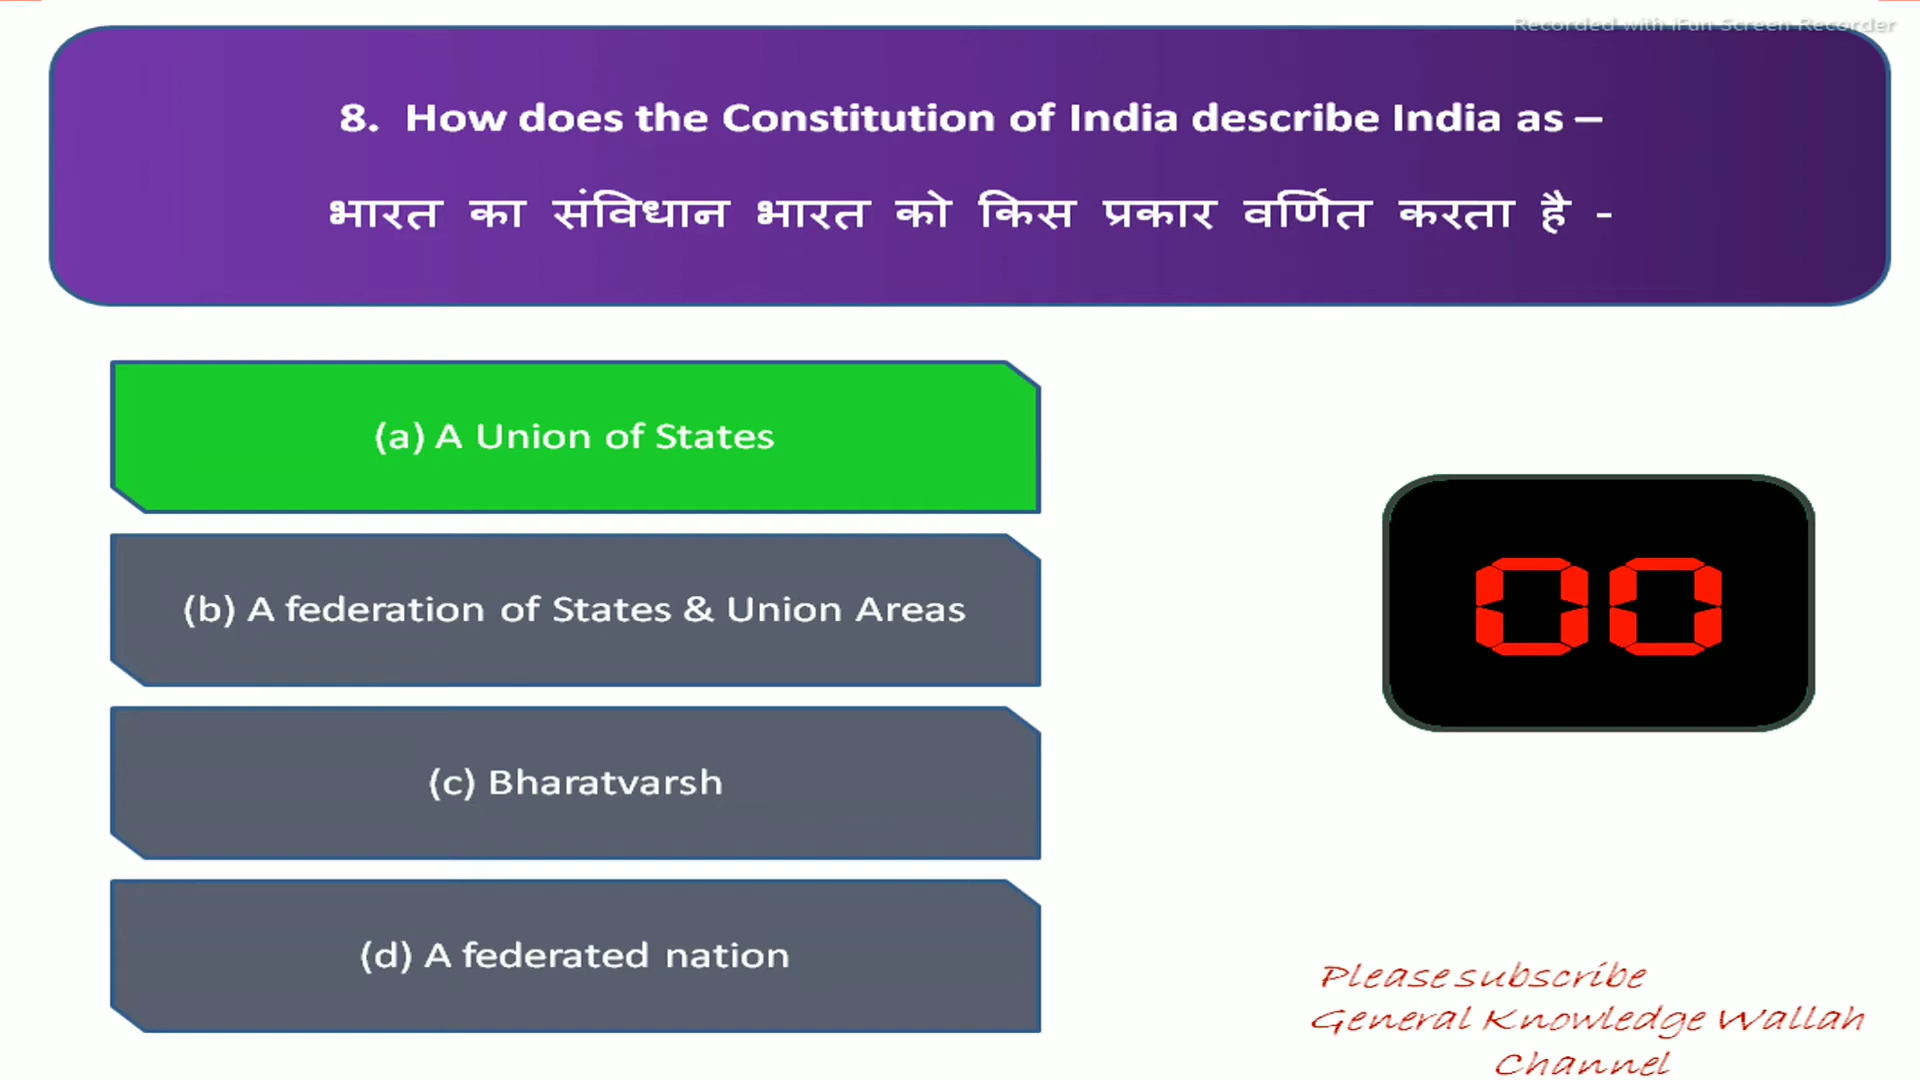 Recorded with iFun Screen Recorder
8. How does the Constitution of India describe India as –
भारत का संविधान भारत को किस प्रकार वर्णित करता है -
(a) A Union of States
(b) A federation of States & Union Areas
(c) Bharatvarsh
(d) A federated nation
00
Please subscribe
General Knowledge Wallah
Channel